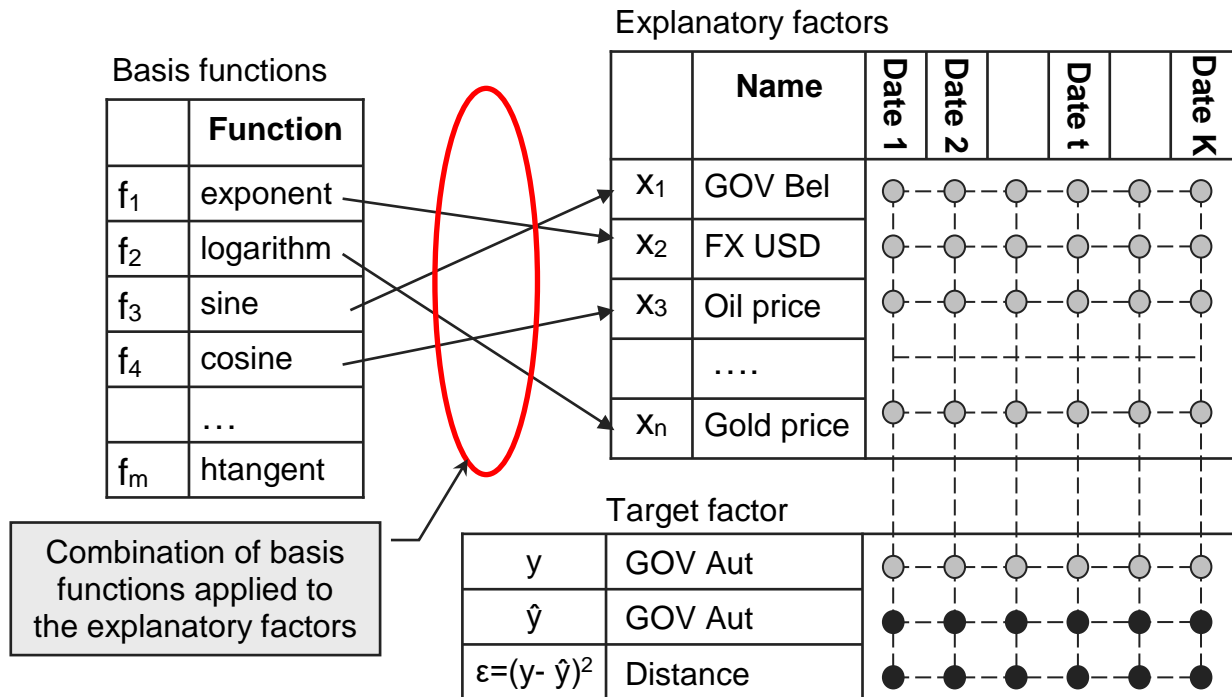 Explanatory factors
Basis functions
Name
Date 1
Date 2
Date t
Date K
Function
f1 exponent
f2 logarithm
f3 sine
f4 cosine
…
fm htangent
x1 GOV Bel
x2 FX USD
x3 Oil price
….
xn Gold price
Combination of basis
functions applied to
the explanatory factors
Target factor
y GOV Aut
ŷ GOV Aut
ε=(y- ŷ)² Distance